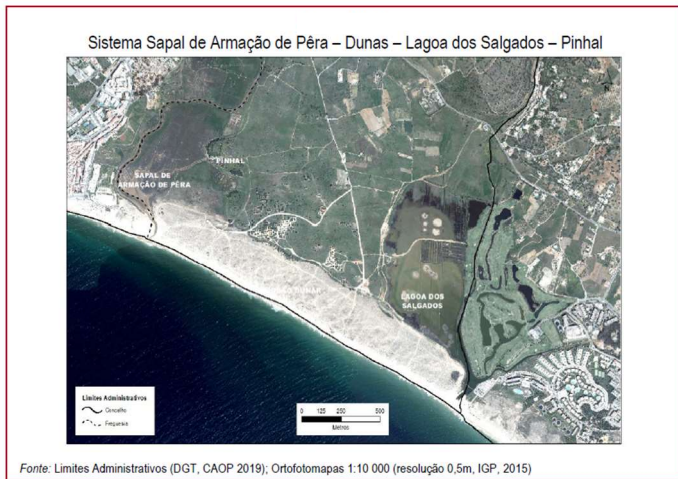 Sistema Sapal de Armação de Pêra – Dunas – Lagoa dos Salgados – Pinhal
PINHAL
SAPAL DE
ARMAÇÃO DE PÊRA
LAGOA DOS
SALGADOS
Limites Administrativos
Concelho
Freguesia
0 125 250 500
Metros
Fonte: Limites Administrativos (DGT, CAOP 2019); Ortofotomapas 1:10 000 (resolução 0,5m, IGP, 2015)